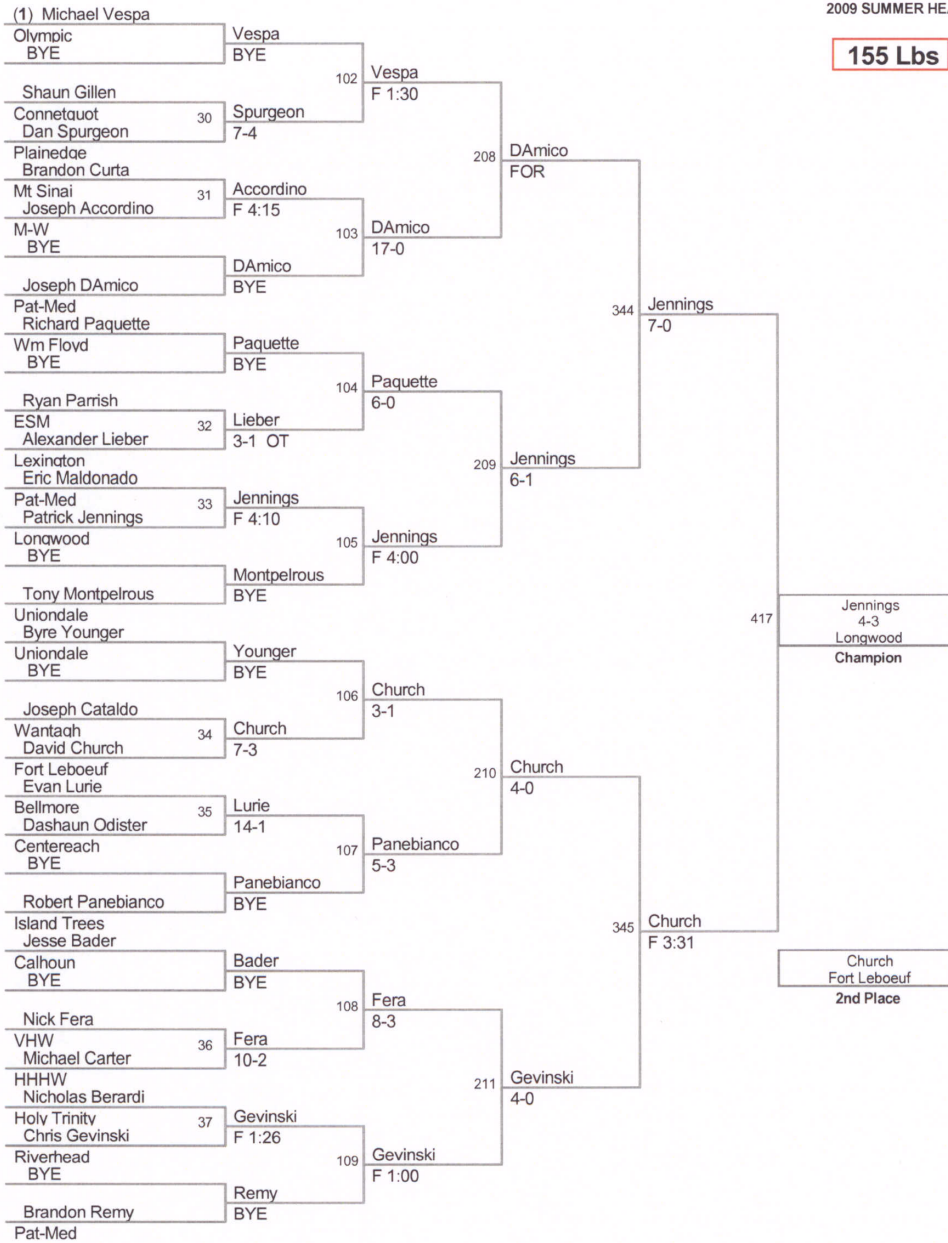 (1) Michael Vespa
2009 SUMMER HEA
155 Lbs
Olympic
BYE
Vespa
BYE
102
Vespa
F 1:30
Shaun Gillen
Connetquot
30
Dan Spurgeon
Spurgeon
7-4
Plainedge
208
DAmico
FOR
Brandon Curta
Mt Sinai
31
Joseph Accordino
Accordino
F 4:15
M-W
103
DAmico
17-0
BYE
Joseph DAmico
DAmico
BYE
Pat-Med
344
Jennings
7-0
Richard Paquette
Wm Floyd
BYE
Paquette
BYE
104
Paquette
6-0
Ryan Parrish
ESM
32
Alexander Lieber
Lieber
3-1 OT
Lexington
209
Jennings
6-1
Eric Maldonado
Pat-Med
33
Patrick Jennings
Jennings
F 4:10
Longwood
105
Jennings
F 4:00
BYE
Tony Montpelrous
Montpelrous
BYE
Uniondale
417
Jennings
4-3
Longwood
Champion
Byre Younger
Uniondale
BYE
Younger
BYE
106
Church
3-1
Joseph Cataldo
Wantagh
34
David Church
Church
7-3
Fort Leboeuf
210
Church
4-0
Evan Lurie
Bellmore
35
Dashaun Odister
Lurie
14-1
Centereach
107
Panebianco
5-3
BYE
Robert Panebianco
Panebianco
BYE
Island Trees
345
Church
F 3:31
Jesse Bader
Calhoun
BYE
Bader
BYE
Church
Fort Leboeuf
2nd Place
108
Fera
8-3
Nick Fera
VHW
36
Michael Carter
Fera
10-2
HHHW
211
Gevinski
4-0
Nicholas Berardi
Holy Trinity
37
Chris Gevinski
Gevinski
F 1:26
Riverhead
109
Gevinski
F 1:00
BYE
Brandon Remy
Remy
BYE
Pat-Med